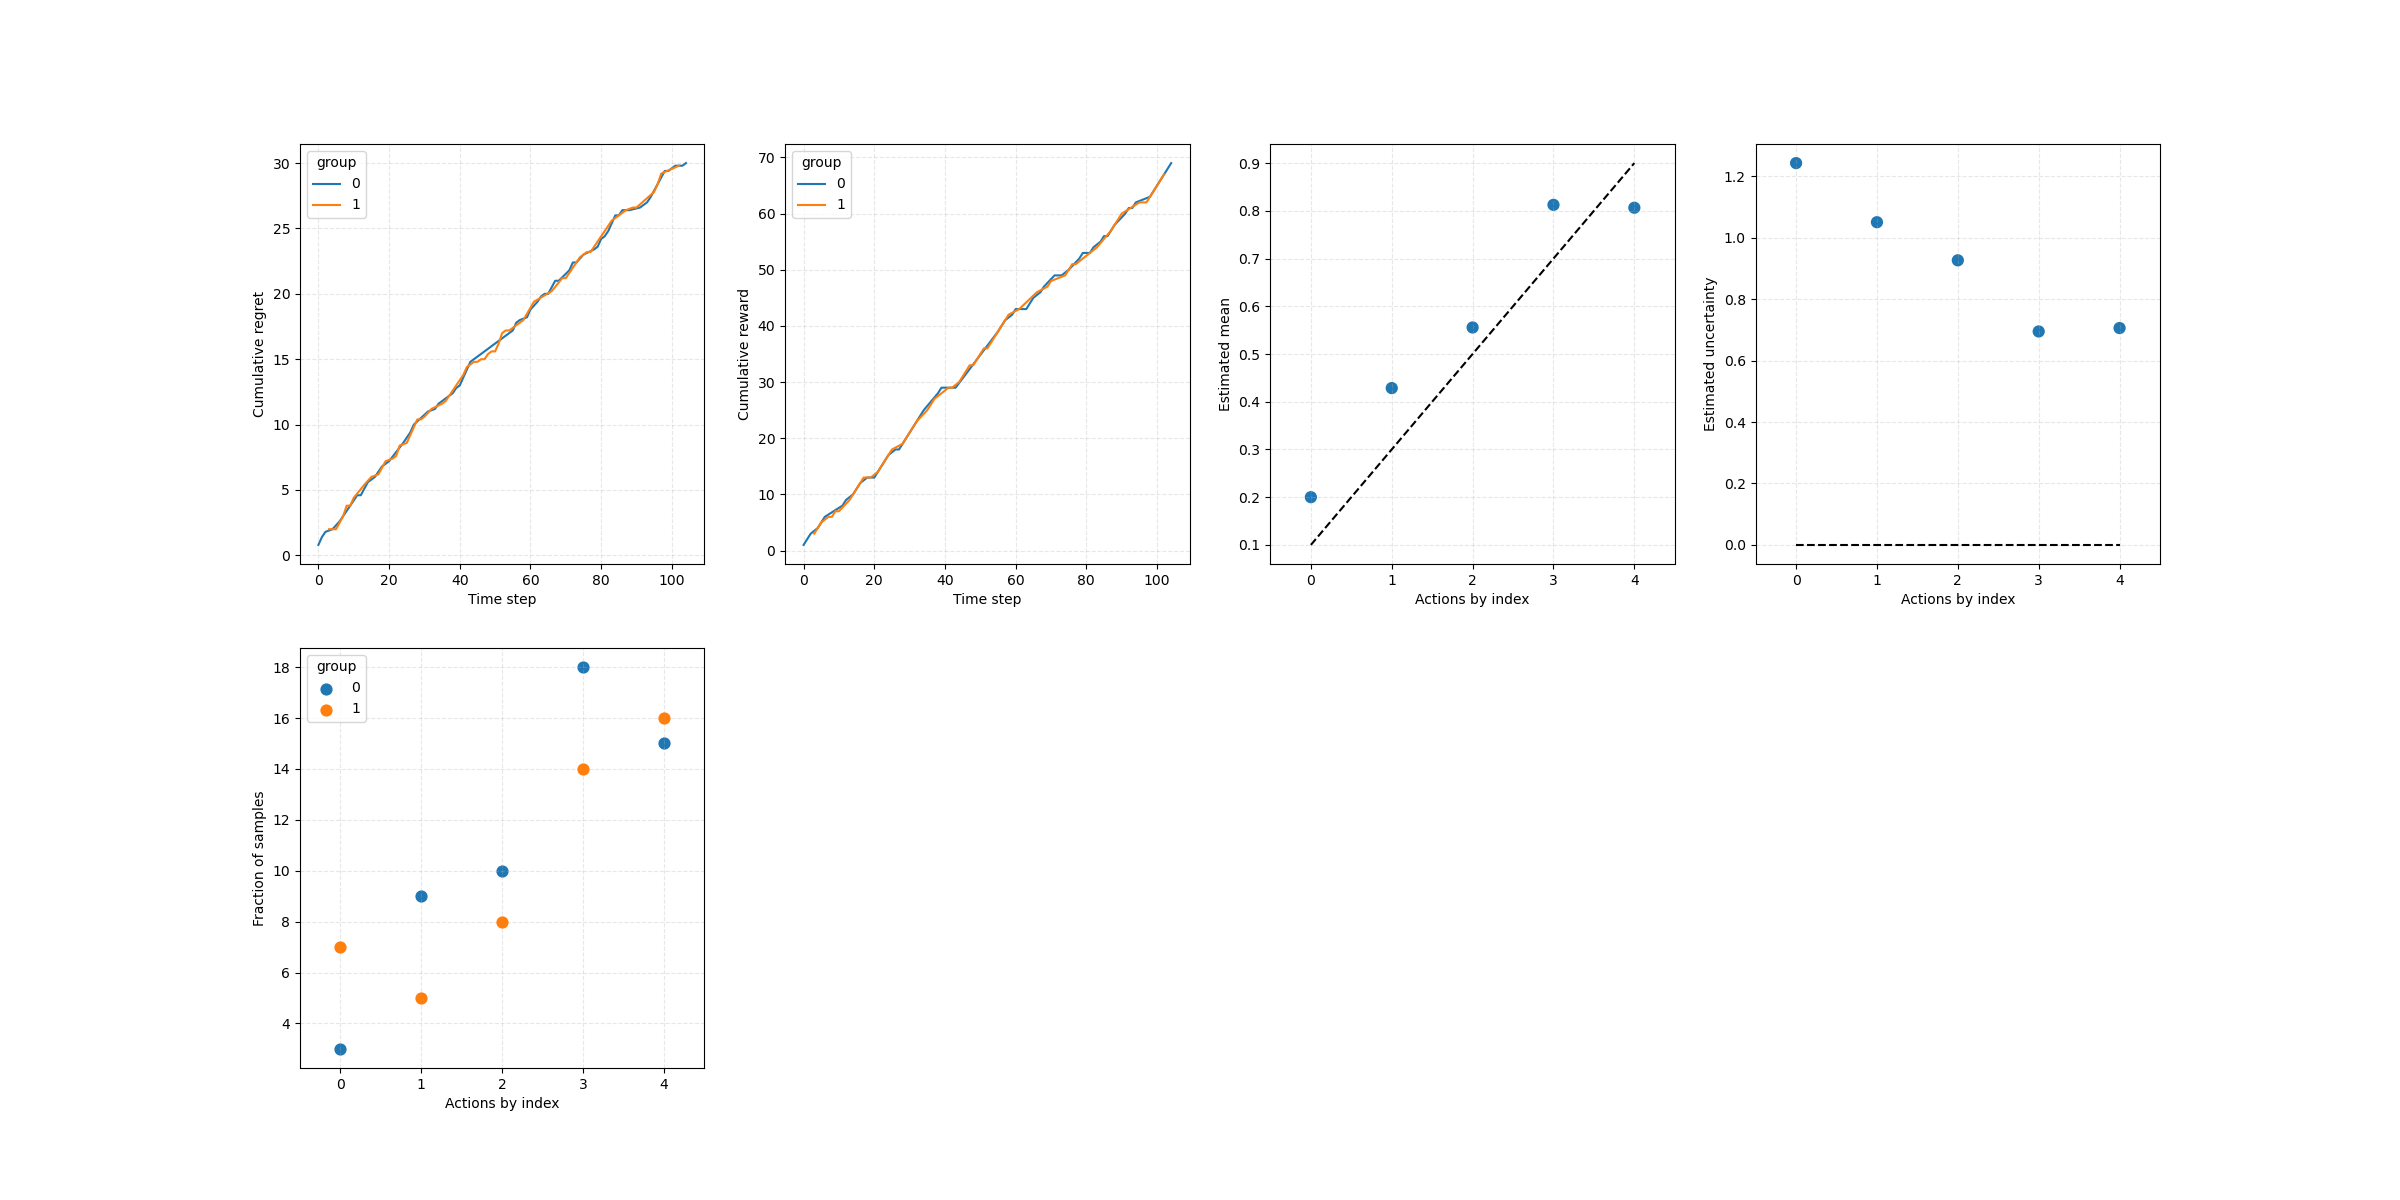 group
0
1
30
25
20
15
10
5
0
Cumulative regret
0 20 40 60 80 100
Time step
group
0
1
70
60
50
40
30
20
10
0
Cumulative reward
0 20 40 60 80 100
Time step
0.9
0.8
0.7
0.6
0.5
0.4
0.3
0.2
0.1
Estimated mean
0 1 2 3 4
Actions by index
1.2
1.0
0.8
0.6
0.4
0.2
0.0
Estimated uncertainty
0 1 2 3 4
Actions by index
group
0
1
18
16
14
12
10
8
6
4
Fraction of samples
0 1 2 3 4
Actions by index